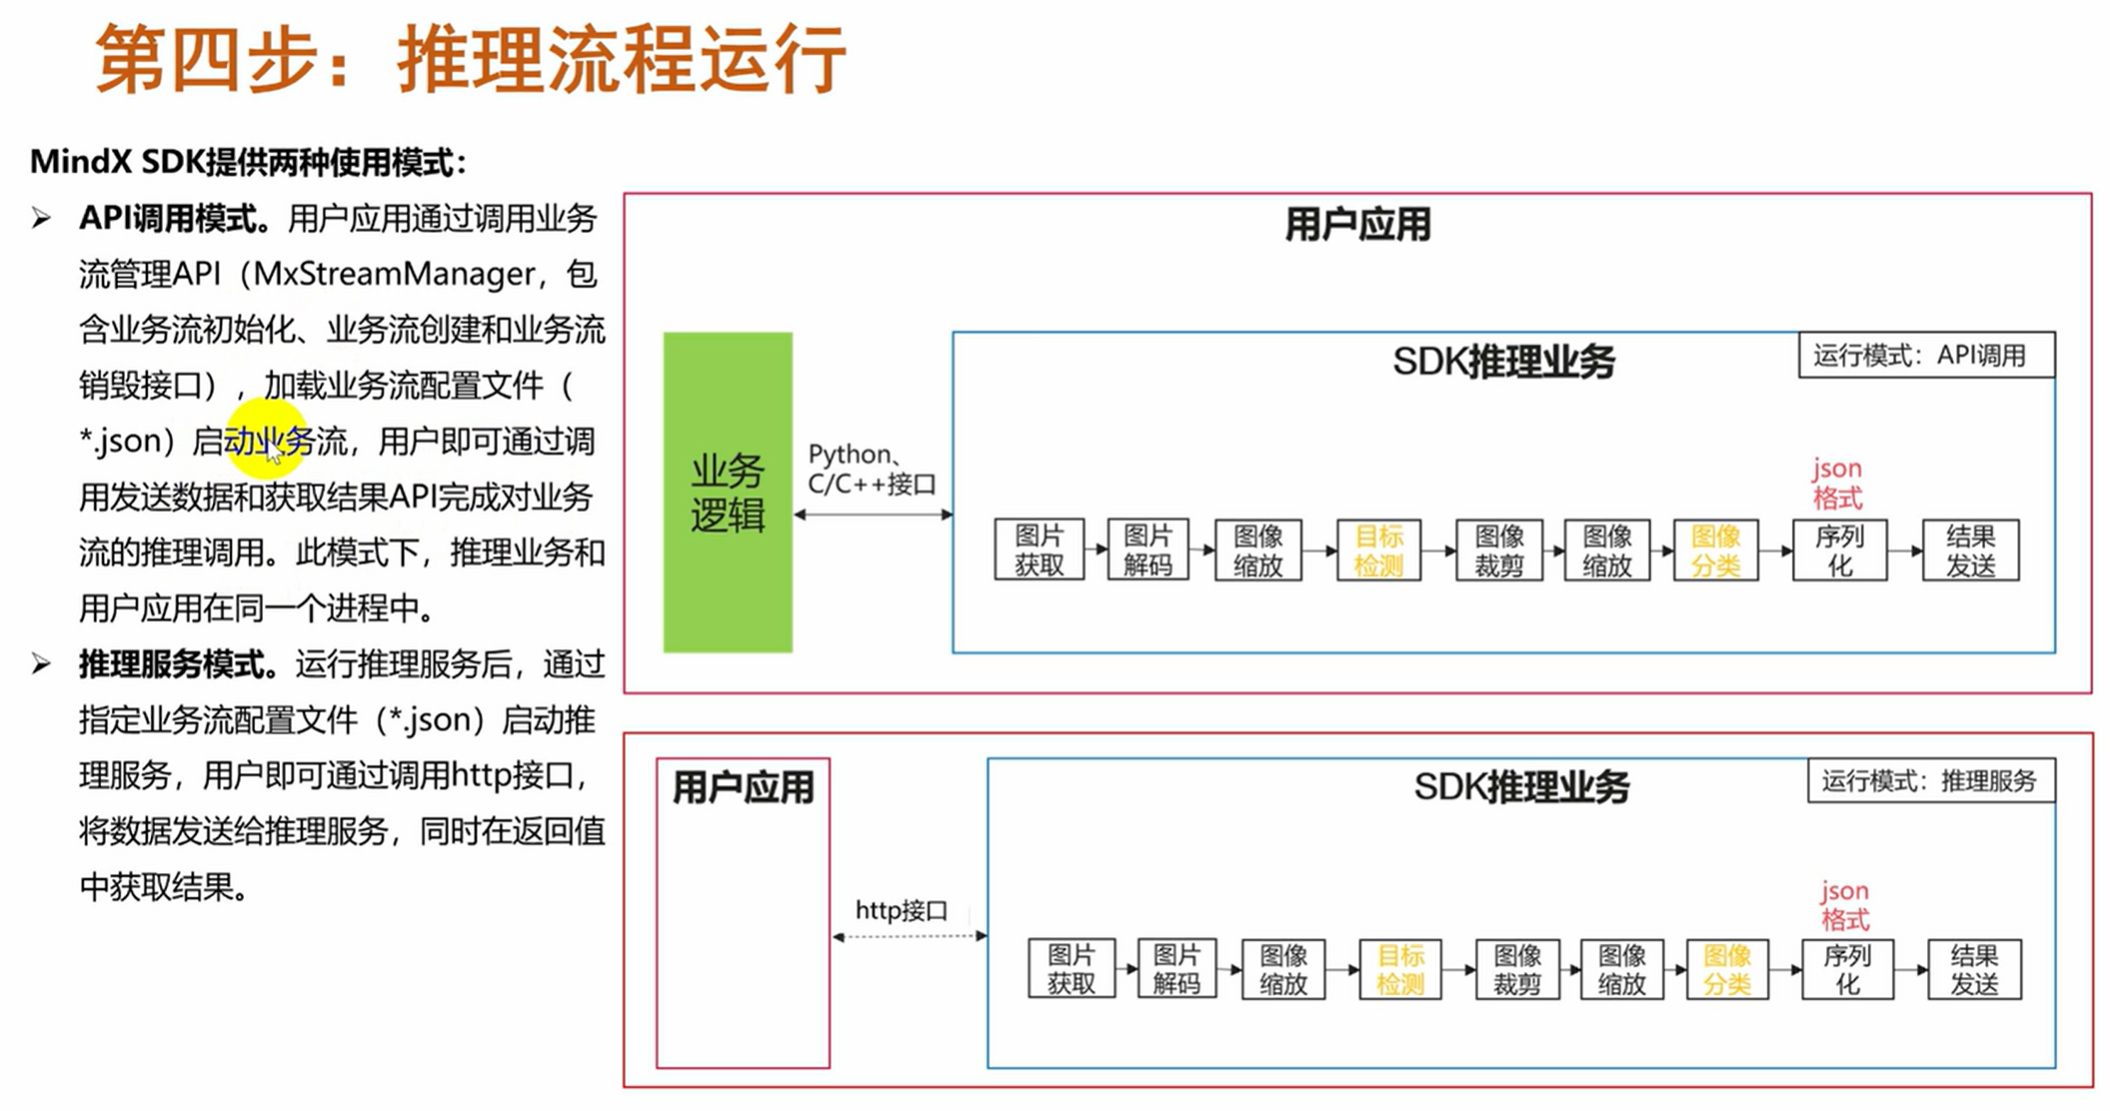 第四步：推理流程运行
MindX SDK提供两种使用模式：
➢ API调用模式。用户应用通过调用业务
流管理API（MxStreamManager，包
含业务流初始化、业务流创建和业务流
销毁接口），加载业务流配置文件（
*.json）启动业务流，用户即可通过调
用发送数据和获取结果API完成对业务
流的推理调用。此模式下，推理业务和
用户应用在同一个进程中。
➢ 推理服务模式。运行推理服务后，通过
指定业务流配置文件（*.json）启动推
理服务，用户即可通过调用http接口，
将数据发送给推理服务，同时在返回值
中获取结果。
用户应用
业务
逻辑
Python、
C/C++接口
SDK推理业务
运行模式：API调用
json
格式
图片
获取
图片
解码
图像
缩放
目标
检测
图像
裁剪
图像
缩放
图像
分类
序列
化
结果
发送
用户应用
http接口
SDK推理业务
运行模式：推理服务
json
格式
图片
获取
图片
解码
图像
缩放
目标
检测
图像
裁剪
图像
缩放
图像
分类
序列
化
结果
发送